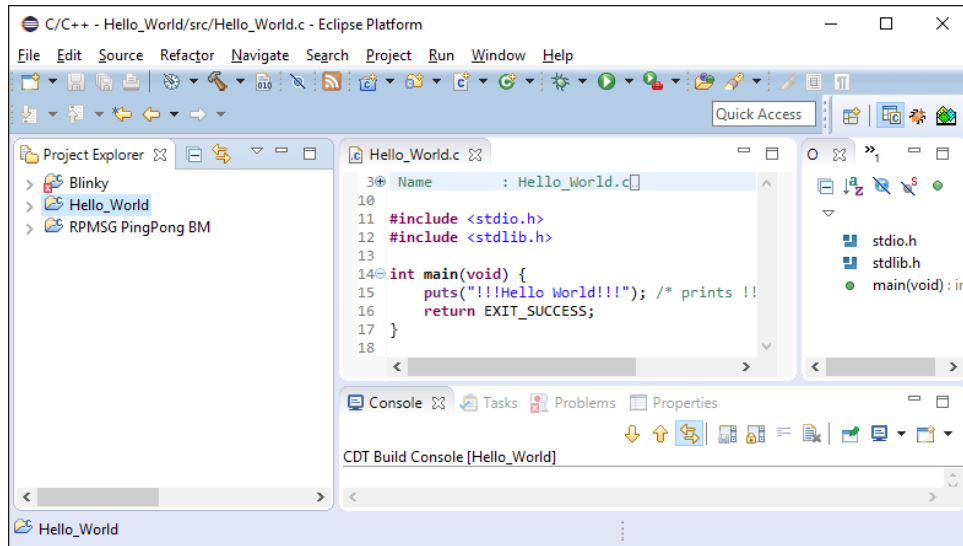 C/C++ - Hello_World/src/Hello_World.c - Eclipse Platform
File Edit Source Refactor Navigate Search Project Run Window Help
010
Quick Access
Project Explorer
Blinky
Hello_World
RPMSG PingPong BM
Hello_World.c
3 Name : Hello_World.c
10
11 #include <stdio.h>
12 #include <stdlib.h>
13
14 int main(void) {
15 puts("!!!Hello World!!!"); /* prints !!
16 return EXIT_SUCCESS;
17 }
18
O »1
stdio.h
stdlib.h
main(void) : in
Console Tasks Problems Properties
CDT Build Console [Hello_World]
Hello_World